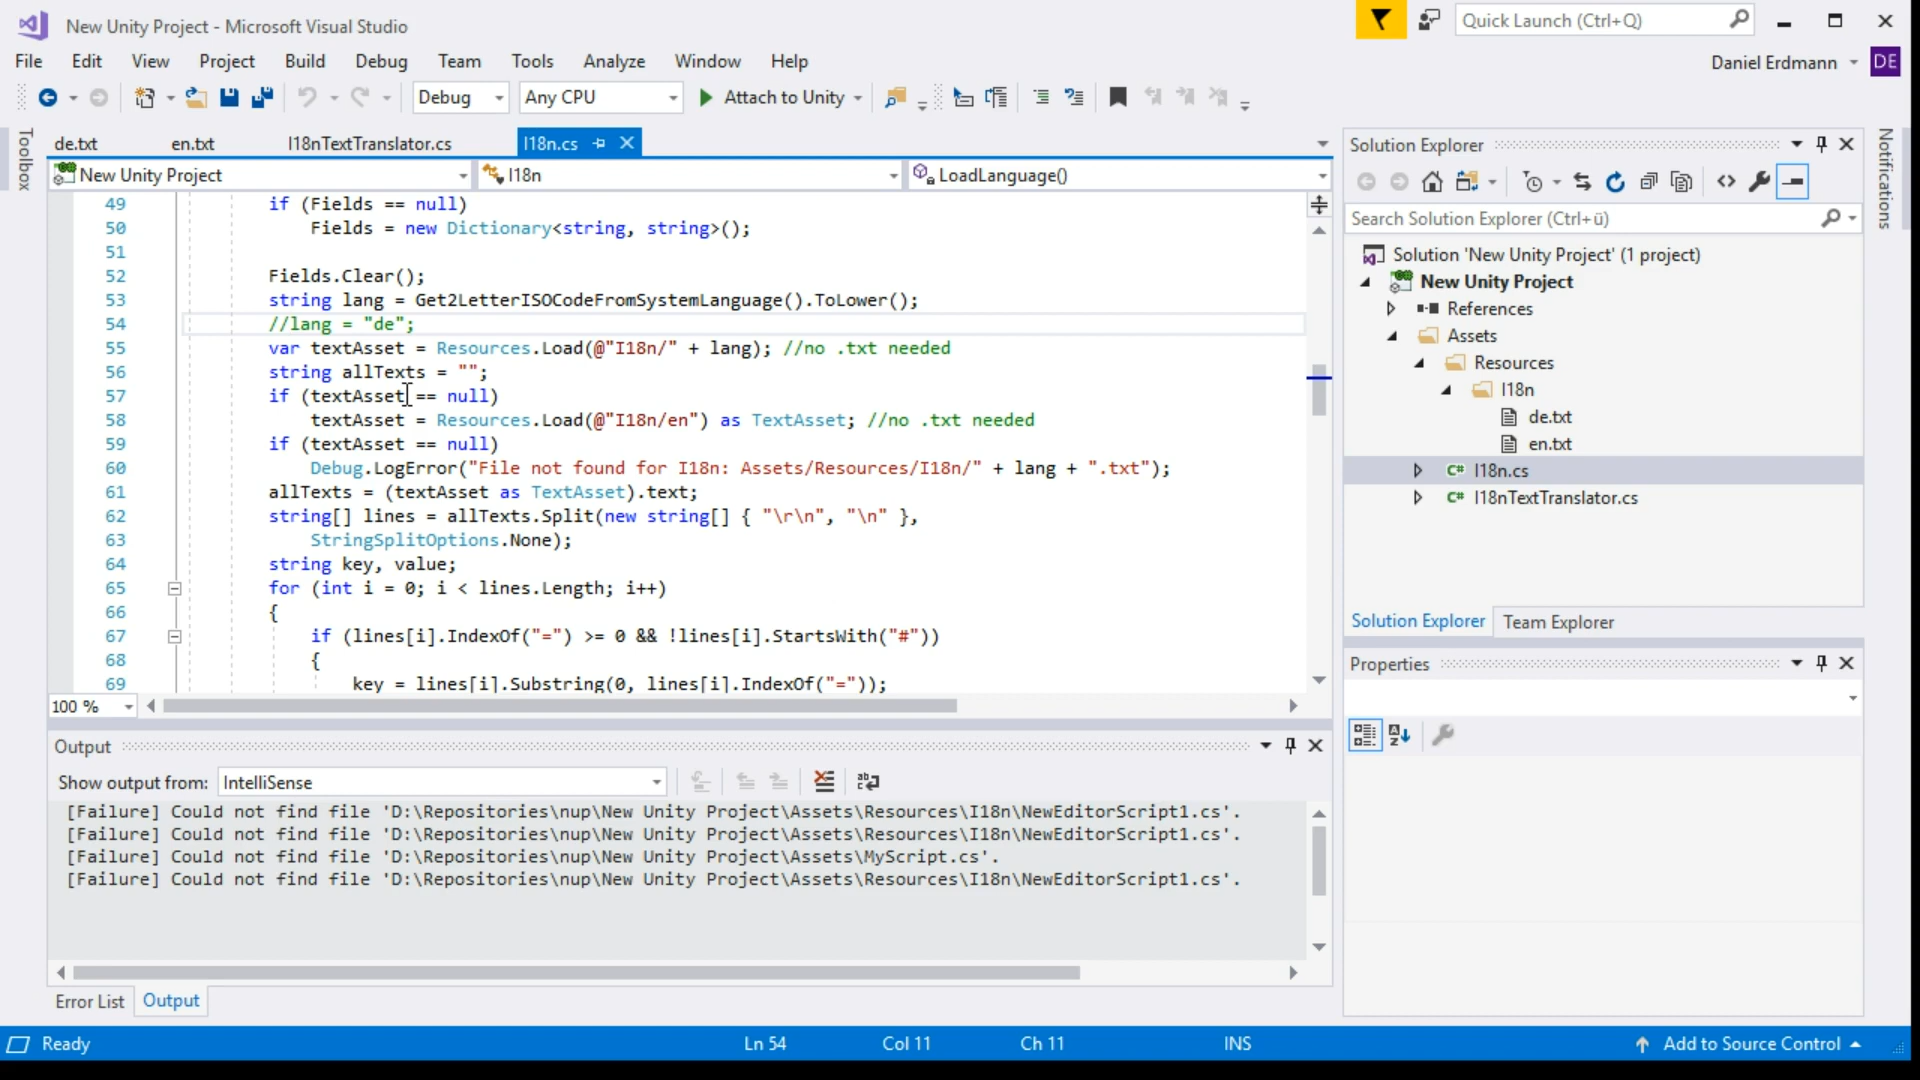 New Unity Project - Microsoft Visual Studio
Quick Launch (Ctrl+Q)
File Edit View Project Build Debug Team Tools Test Analyze Window Help
Daniel Erdmann DE
Debug Any CPU Attach to Unity
Toolbox
de.txt en.txt I18nTextTranslator.cs I18n.cs
New Unity Project I18n LoadLanguage()
49 if (Fields == null)
50 Fields = new Dictionary<string, string>();
51
52 Fields.Clear();
53 string lang = Get2LetterISOCodeFromSystemLanguage().ToLower();
54 //lang = "de";
55 var textAsset = Resources.Load(@"I18n/" + lang); //no .txt needed
56 string allTexts = "";
57 if (textAsset == null)
58 textAsset = Resources.Load(@"I18n/en") as TextAsset; //no .txt needed
59 if (textAsset == null)
60 Debug.LogError("File not found for I18n: Assets/Resources/I18n/" + lang + ".txt");
61 allTexts = (textAsset as TextAsset).text;
62 string[] lines = allTexts.Split(new string[] { "\r\n", "\n" },
63 StringSplitOptions.None);
64 string key, value;
65 for (int i = 0; i < lines.Length; i++)
66 {
67 if (lines[i].IndexOf("=") >= 0 && !lines[i].StartsWith("#"))
68 {
69 key = lines[i].Substring(0, lines[i].IndexOf("="));
100 %
Output
Show output from: IntelliSense
[Failure] Could not find file 'D:\Repositories\nup\New Unity Project\Assets\Resources\I18n\NewEditorScript1.cs'.
[Failure] Could not find file 'D:\Repositories\nup\New Unity Project\Assets\Resources\I18n\NewEditorScript1.cs'.
[Failure] Could not find file 'D:\Repositories\nup\New Unity Project\Assets\MyScript.cs'.
[Failure] Could not find file 'D:\Repositories\nup\New Unity Project\Assets\Resources\I18n\NewEditorScript1.cs'.
Error List Output
Solution Explorer
Search Solution Explorer (Ctrl+ü)
Solution 'New Unity Project' (1 project)
New Unity Project
References
Assets
Resources
I18n
de.txt
en.txt
C# I18n.cs
C# I18nTextTranslator.cs
Solution Explorer Team Explorer
Properties
Notifications
Ready Ln 54 Col 11 Ch 11 INS Add to Source Control